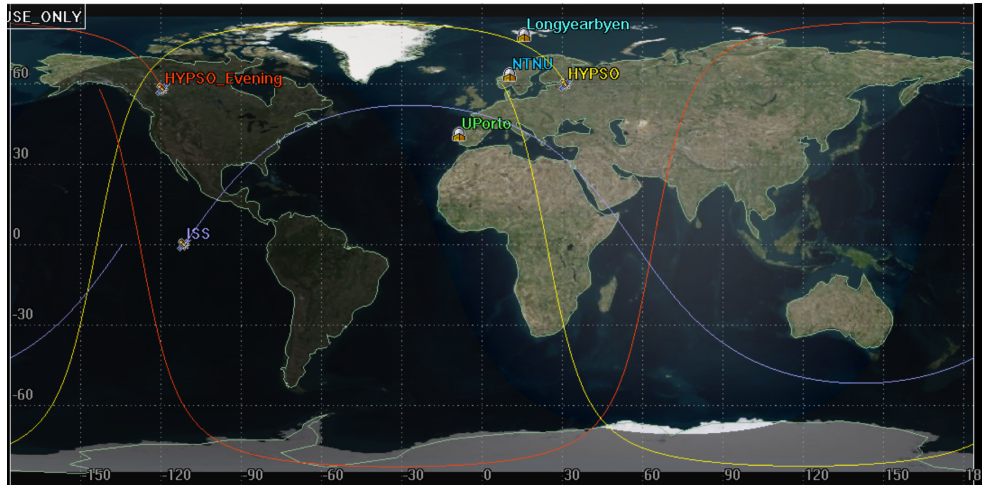 USE_ONLY
Longyearbyen
NTNU
HYPSO
HYPSO_Evening
UPorto
ISS
60
30
0
-30
-60
-150
-120
-90
-60
-30
0
30
60
90
120
150
18